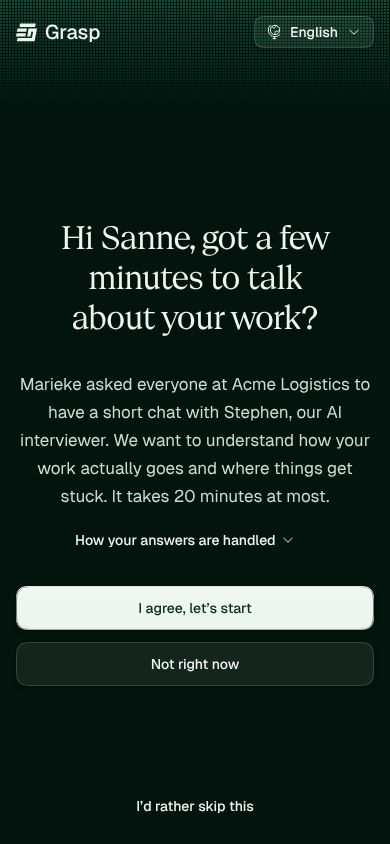 Grasp
English
Hi Sanne, got a few
minutes to talk
about your work?
Marieke asked everyone at Acme Logistics to
have a short chat with Stephen, our AI
interviewer. We want to understand how your
work actually goes and where things get
stuck. It takes 20 minutes at most.
How your answers are handled
I agree, let’s start
Not right now
I’d rather skip this